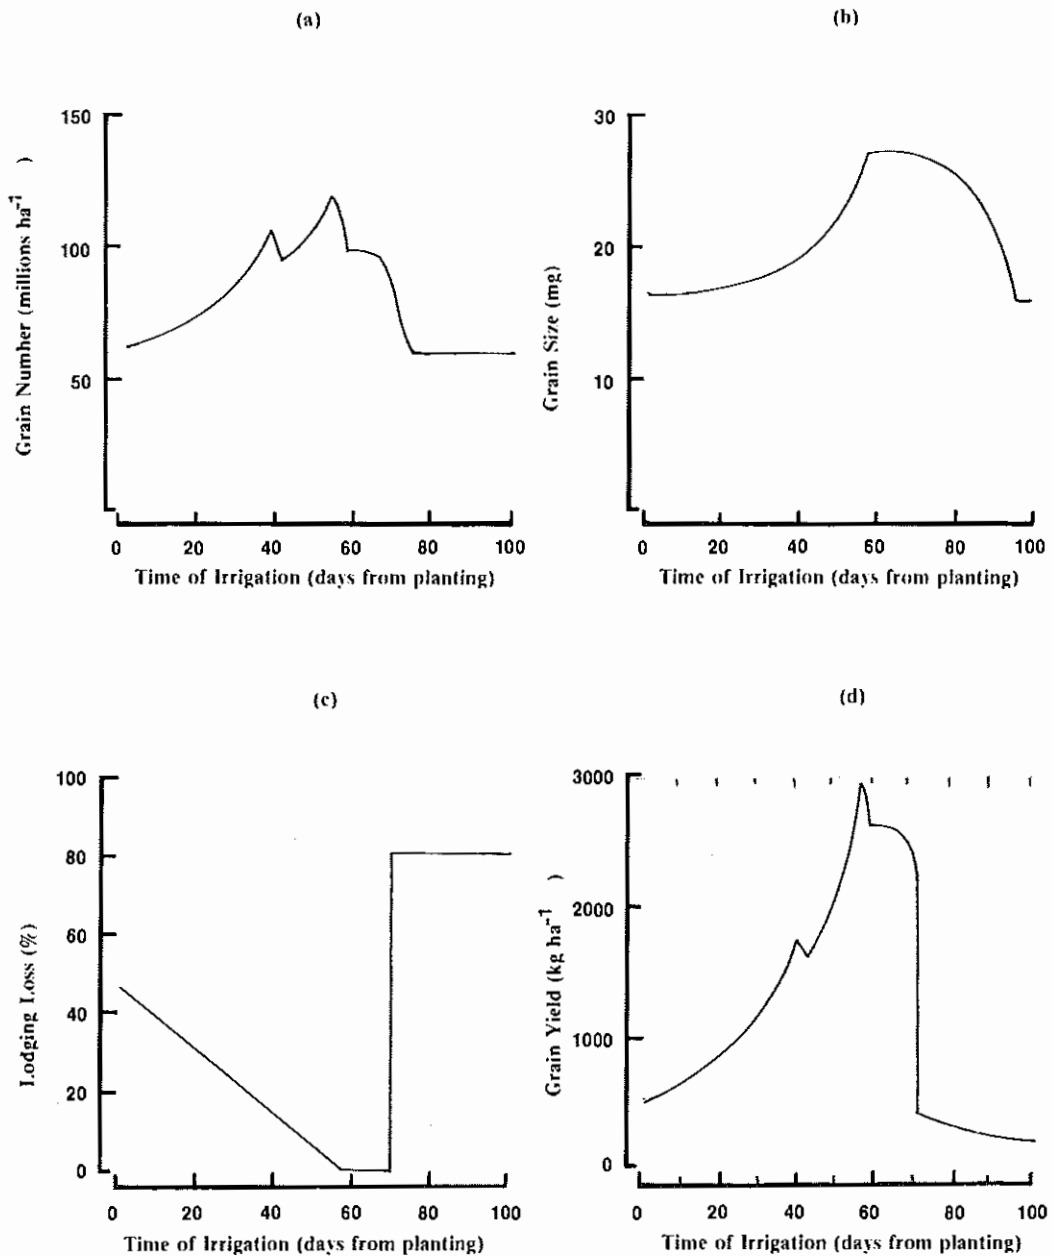 (a)
150
100
50
Grain Number (millions ha⁻¹ )
0 20 40 60 80 100
Time of Irrigation (days from planting)
(b)
30
20
10
Grain Size (mg)
0 20 40 60 80 100
Time of Irrigation (days from planting)
(c)
100
80
60
40
20
0
Lodging Loss (%)
0 20 40 60 80 100
Time of Irrigation (days from planting)
(d)
3000
2000
1000
0
Grain Yield (kg ha⁻¹ )
0 20 40 60 80 100
Time of Irrigation (days from planting)